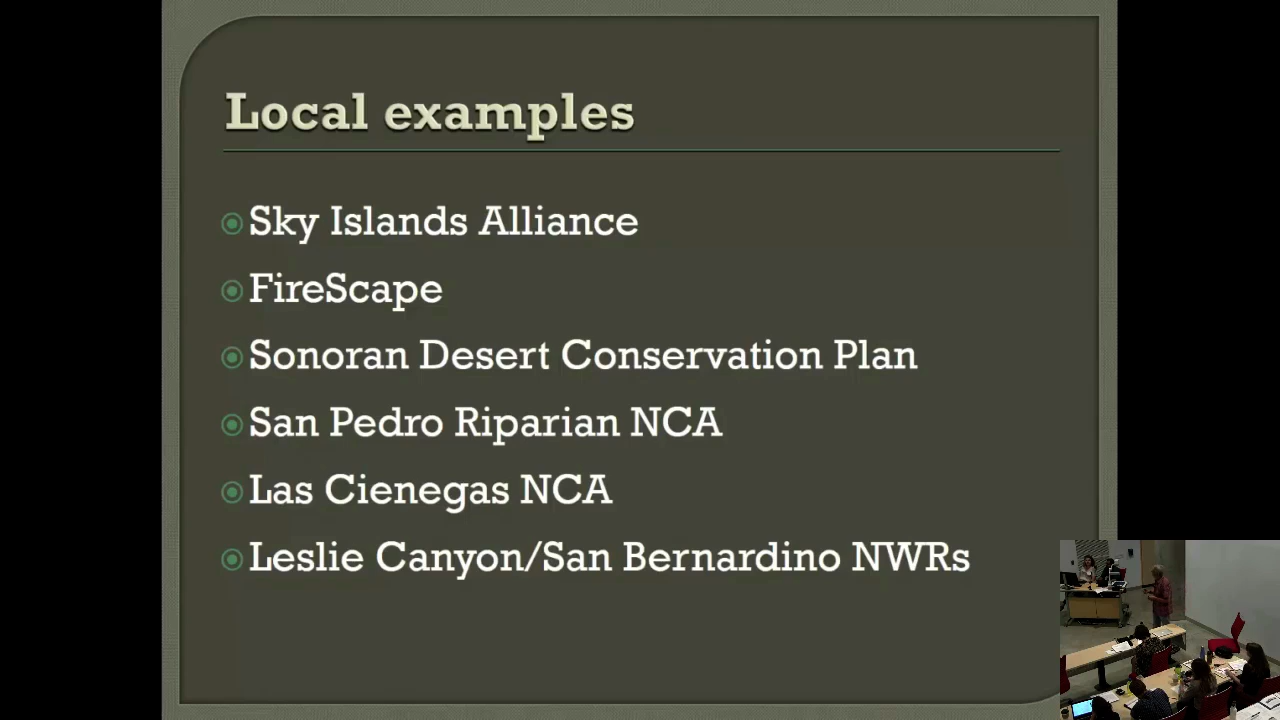 Local examples
Sky Islands Alliance
FireScape
Sonoran Desert Conservation Plan
San Pedro Riparian NCA
Las Cienegas NCA
Leslie Canyon/San Bernardino NWRs